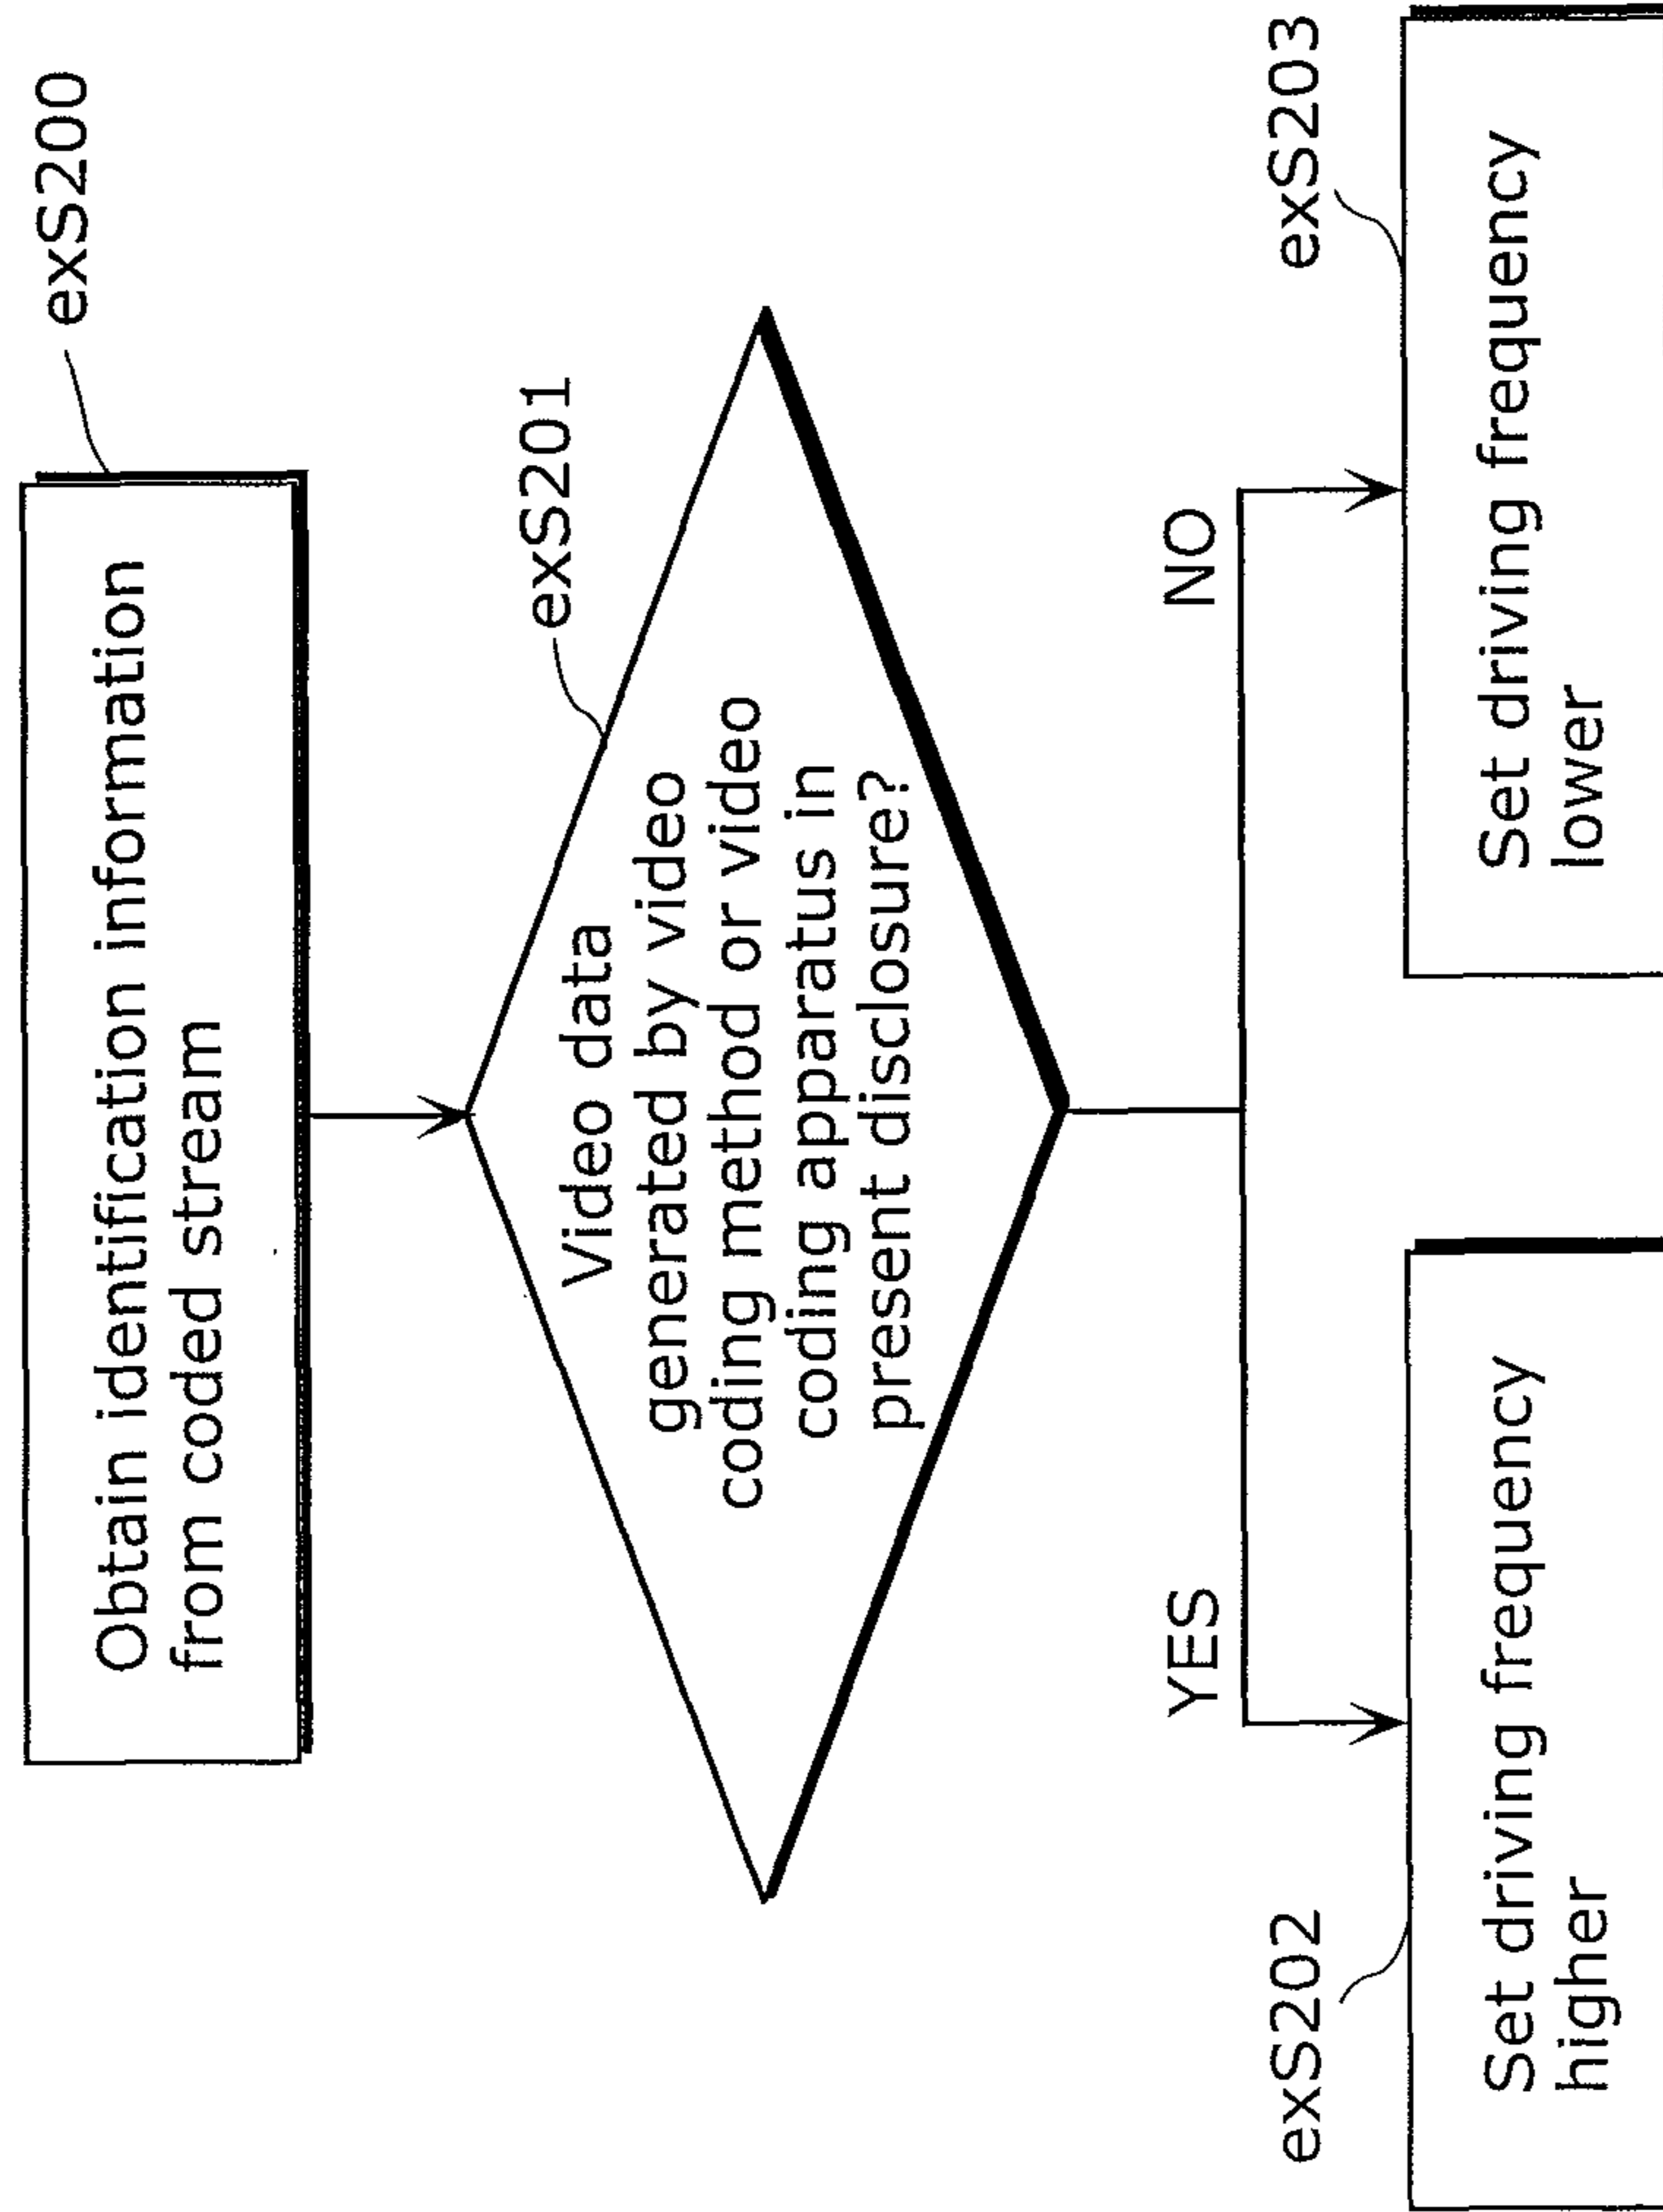 exS200
Obtain identification information
from coded stream
exS201
Video data
generated by video
coding method or video
coding apparatus in
present disclosure?
YES
NO
exS202
exS203
Set driving frequency
higher
Set driving frequency
lower